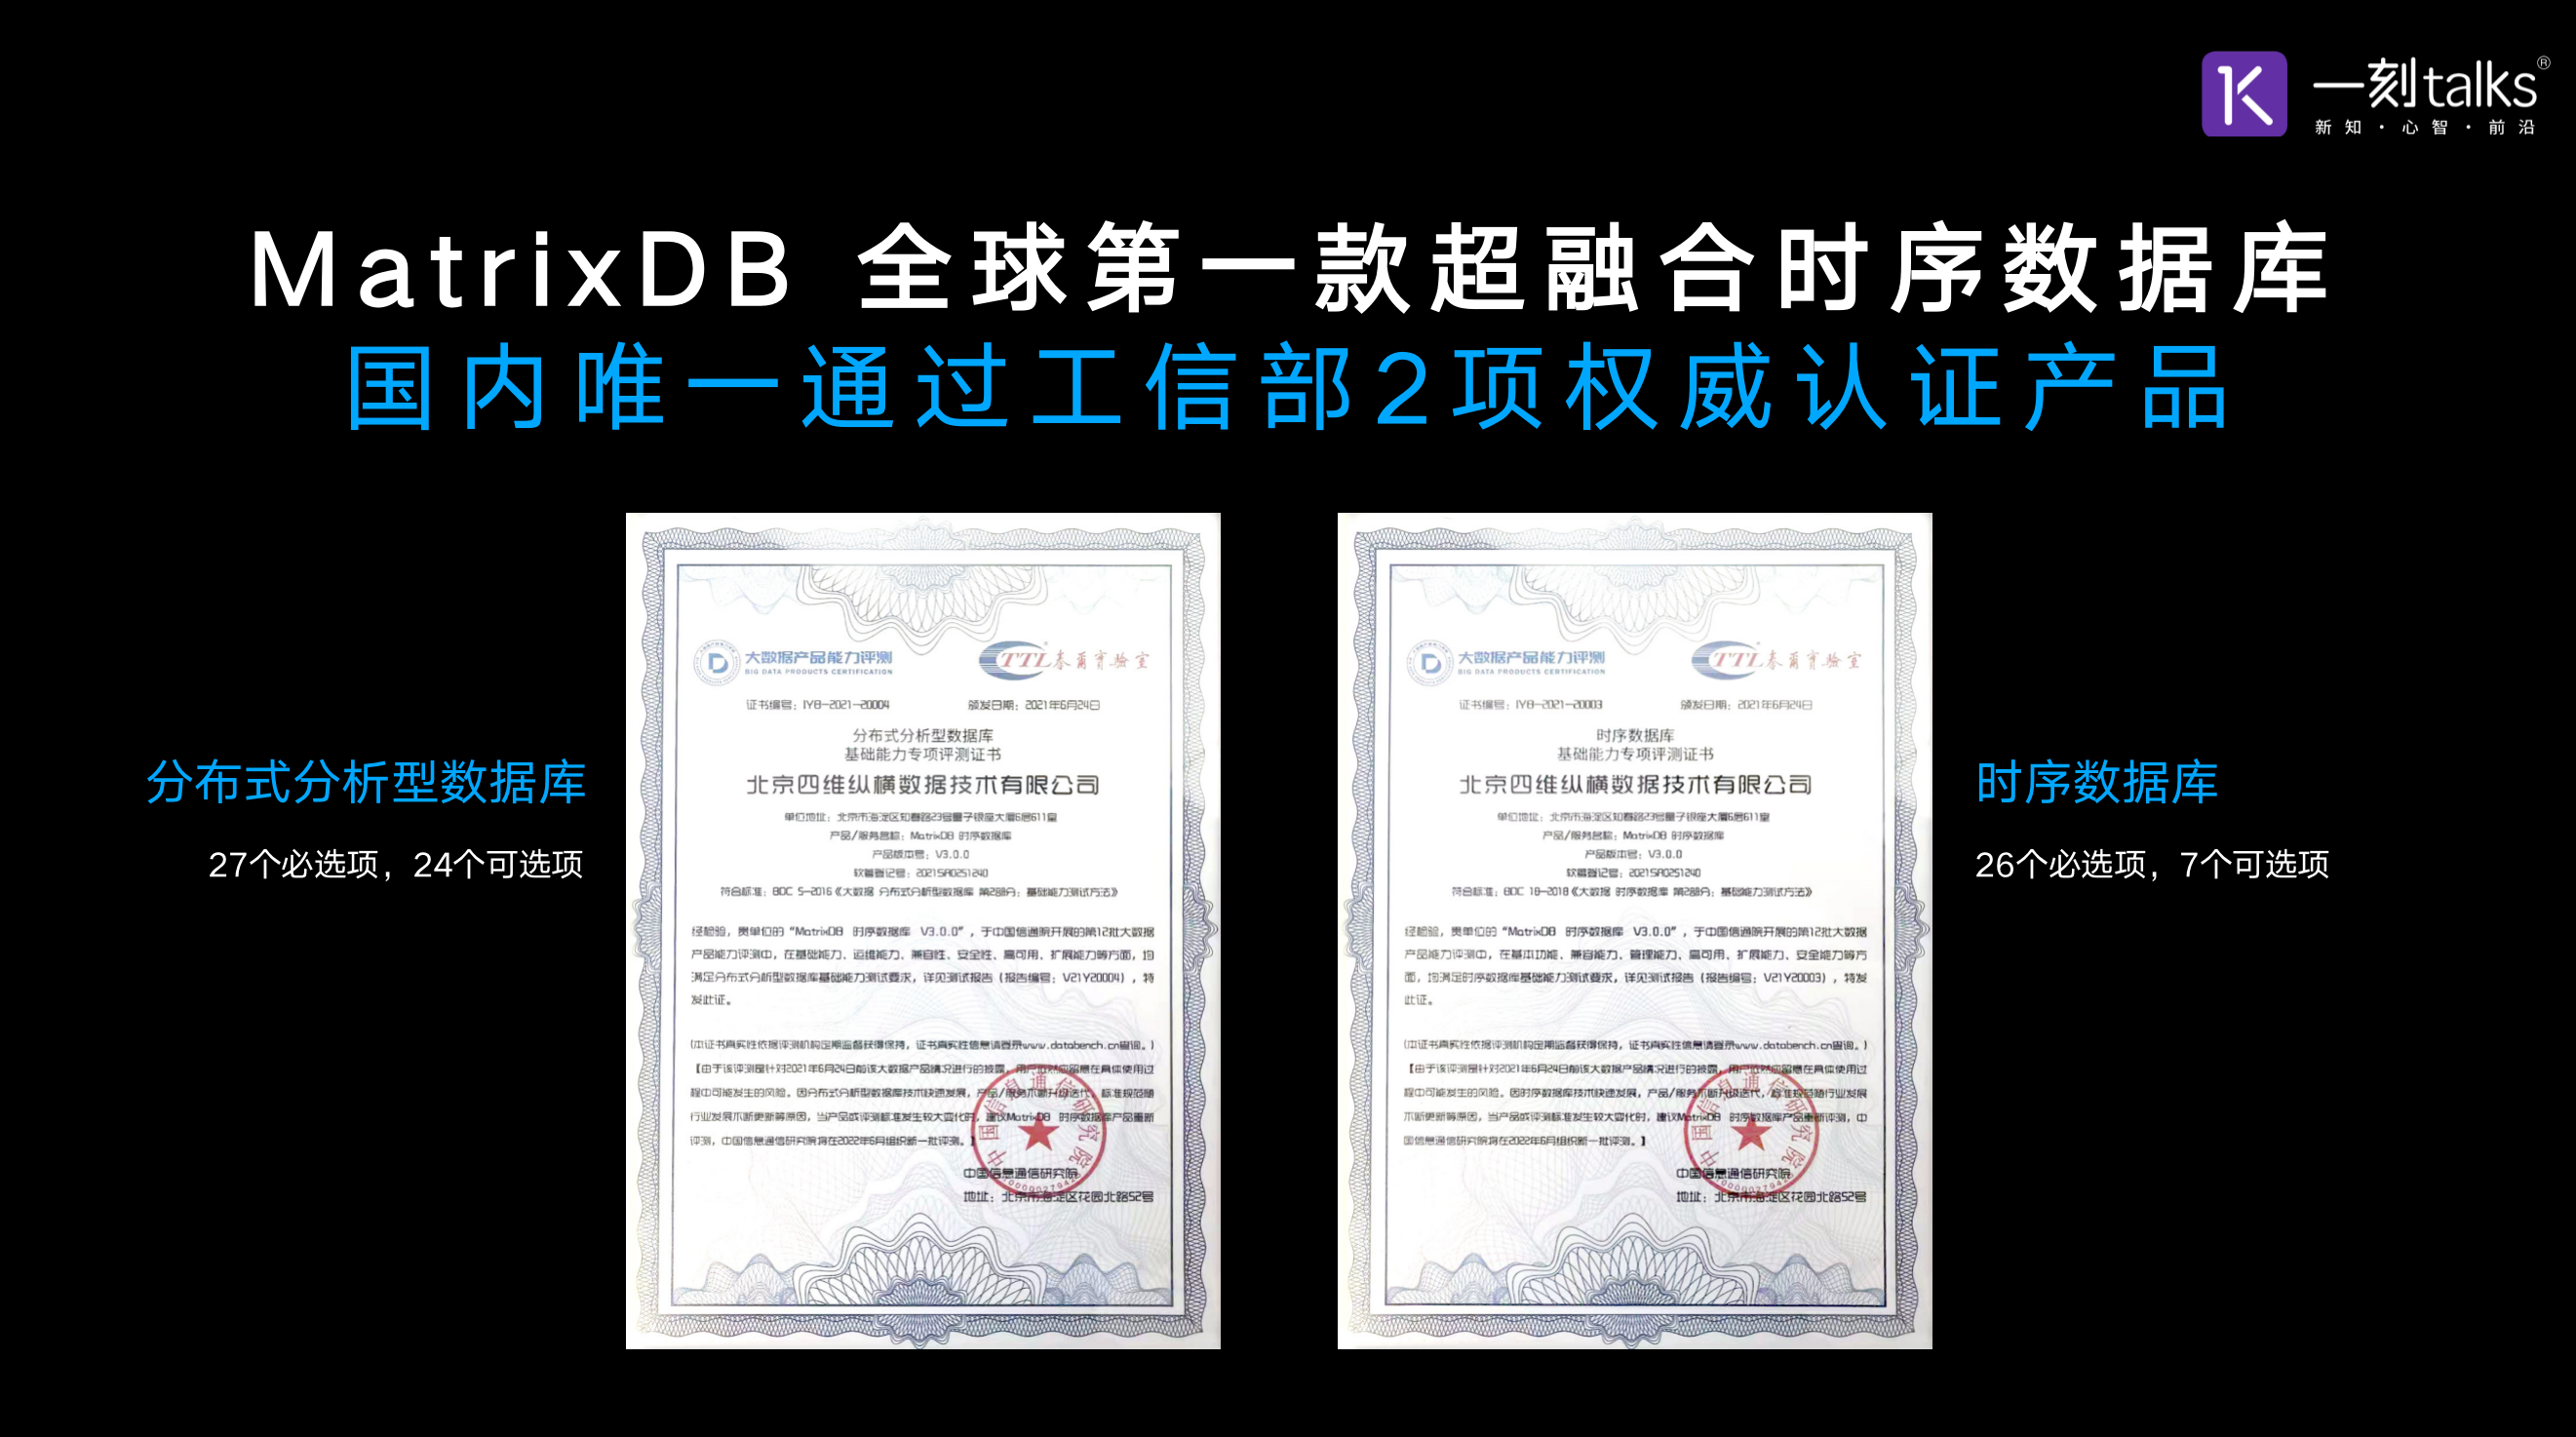 一刻talks®
新知·心智·前沿
MatrixDB 全球第一款超融合时序数据库
国内唯一通过工信部2项权威认证产品
分布式分析型数据库
27个必选项，24个可选项
大数据产品能力评测
BIG DATA PRODUCTS CERTIFICATION
TTL泰尔实验室
证书编号：IYB-2021-20004
颁发日期：2021年6月24日
分布式分析型数据库
基础能力专项评测证书
北京四维纵横数据技术有限公司
单位地址：北京市海淀区知春路23号量子银座大厦6层611室
产品/服务名称：MatrixDB 时序数据库
产品版本号：V3.0.0
软著登记号：2021SR0251240
符合标准：BDC 5-2016《大数据 分布式分析型数据库 第2部分：基础能力测试方法》
经检验，贵单位的“MatrixDB 时序数据库 V3.0.0”，于中国信通院开展的第12批大数据
产品能力评测中，在基础能力、运维能力、兼容性、安全性、高可用、扩展能力等方面，均
满足分布式分析型数据库基础能力测试要求，详见测试报告（报告编号：V21Y20004），特
发此证。
(本证书真实性依据评测机构定期监督获得保持，证书真实性信息请登录www.databench.cn查询。)
【由于该评测是针对2021年6月24日前该大数据产品情况进行的披露，用户应对应留意在具体使用过
程中可能发生的风险。因分布式分析型数据库技术快速发展，产品/服务不断升级迭代，标准规范随
行业发展不断更新等原因，当产品或评测标准发生较大变化时，建议MatrixDB 时序数据库产品重新
评测，中国信息通信研究院将在2022年6月组织新一批评测。】
中国信息通信研究院
地址：北京市海淀区花园北路52号
中国信息通信研究院
大数据产品能力评测
BIG DATA PRODUCTS CERTIFICATION
TTL泰尔实验室
证书编号：IYB-2021-20003
颁发日期：2021年6月24日
时序数据库
基础能力专项评测证书
北京四维纵横数据技术有限公司
单位地址：北京市海淀区知春路23号量子银座大厦6层611室
产品/服务名称：MatrixDB 时序数据库
产品版本号：V3.0.0
软著登记号：2021SR0251240
符合标准：BDC 18-2018《大数据 时序数据库 第2部分：基础能力测试方法》
经检验，贵单位的“MatrixDB 时序数据库 V3.0.0”，于中国信通院开展的第12批大数据
产品能力评测中，在基本功能、兼容能力、管理能力、高可用、扩展能力、安全能力等方
面，均满足时序数据库基础能力测试要求，详见测试报告（报告编号：V21Y20003），特发
此证。
(本证书真实性依据评测机构定期监督获得保持，证书真实性信息请登录www.databench.cn查询。)
【由于该评测是针对2021年6月24日前该大数据产品情况进行的披露，用户应对应留意在具体使用过
程中可能发生的风险。因时序数据库技术快速发展，产品/服务不断升级迭代，标准规范随行业发展
不断更新等原因，当产品或评测标准发生较大变化时，建议MatrixDB 时序数据库产品重新评测，中
国信息通信研究院将在2022年6月组织新一批评测。】
中国信息通信研究院
地址：北京市海淀区花园北路52号
中国信息通信研究院
时序数据库
26个必选项，7个可选项